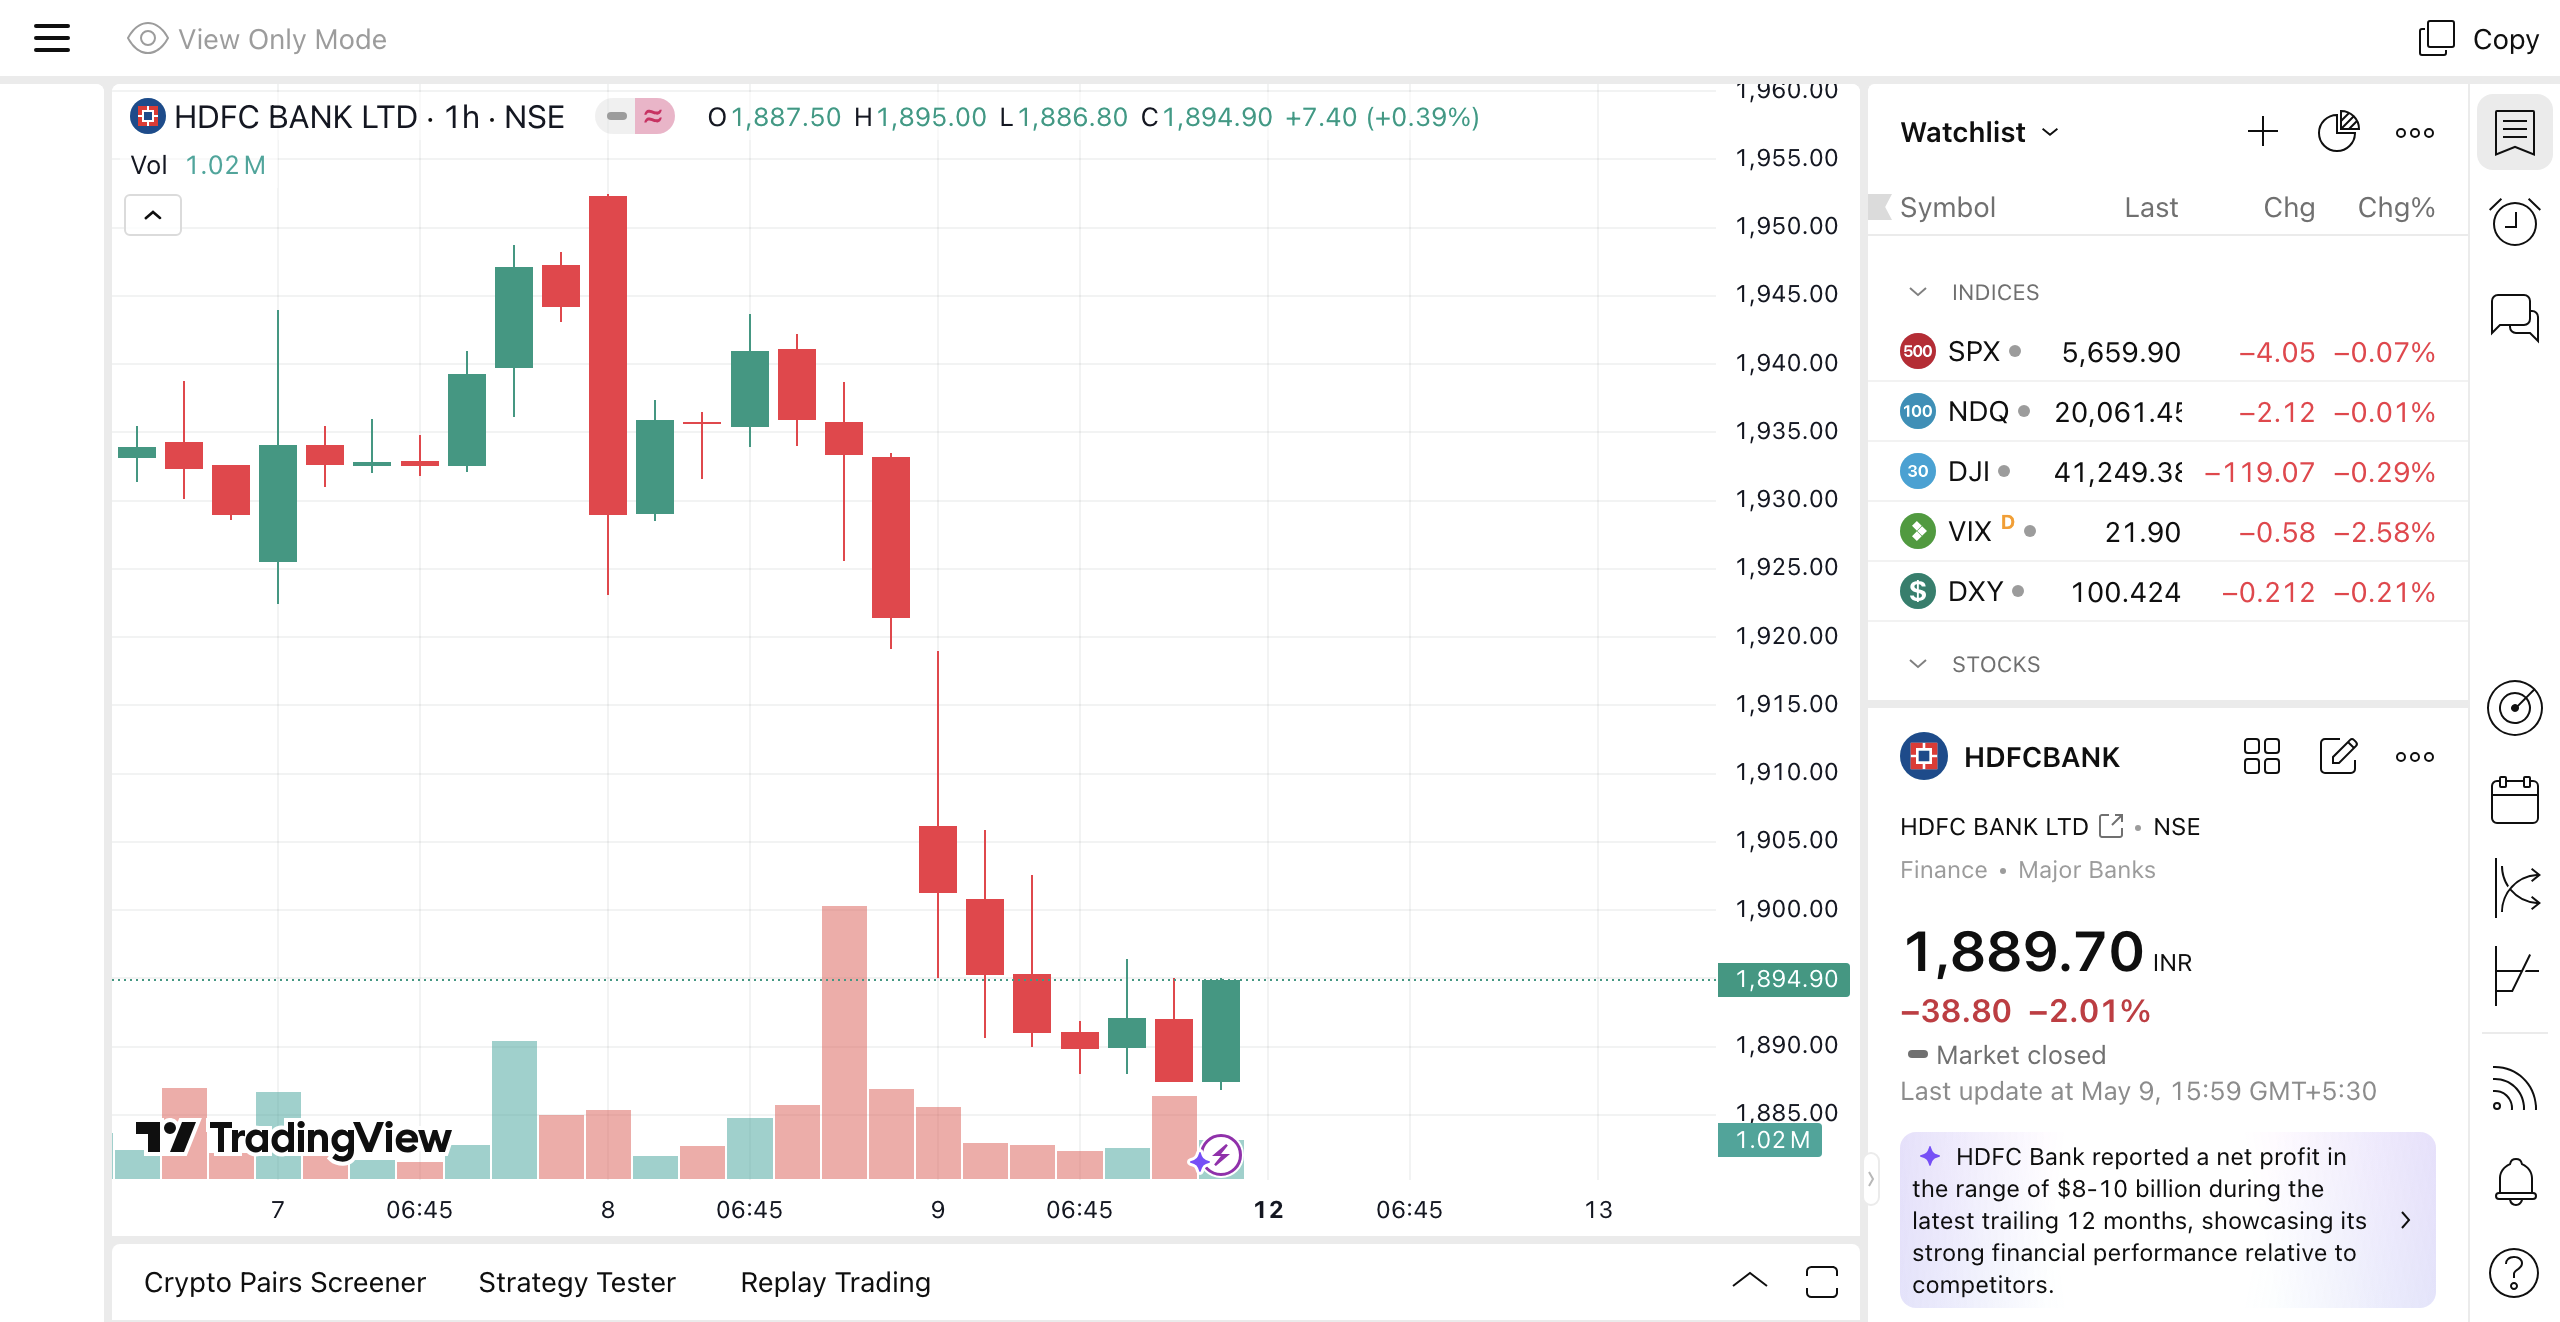 View Only Mode
Copy
HDFC BANK LTD · 1h · NSE
O1,887.50 H1,895.00 L1,886.80 C1,894.90 +7.40 (+0.39%)
Vol 1.02 M
1,960.00
1,955.00
1,950.00
1,945.00
1,940.00
1,935.00
1,930.00
1,925.00
1,920.00
1,915.00
1,910.00
1,905.00
1,900.00
1,894.90
1,890.00
1,885.00
1.02 M
TradingView
7 06:45 8 06:45 9 06:45 12 06:45 13
Crypto Pairs Screener Strategy Tester Replay Trading
Watchlist
Symbol Last Chg Chg%
INDICES
500 SPX 5,659.90 −4.05 −0.07%
100 NDQ 20,061.45 −2.12 −0.01%
30 DJI 41,249.38 −119.07 −0.29%
VIX D 21.90 −0.58 −2.58%
$ DXY 100.424 −0.212 −0.21%
STOCKS
HDFCBANK
HDFC BANK LTD • NSE
Finance • Major Banks
1,889.70 INR
−38.80 −2.01%
Market closed
Last update at May 9, 15:59 GMT+5:30
HDFC Bank reported a net profit in
the range of $8-10 billion during the
latest trailing 12 months, showcasing its
strong financial performance relative to
competitors.